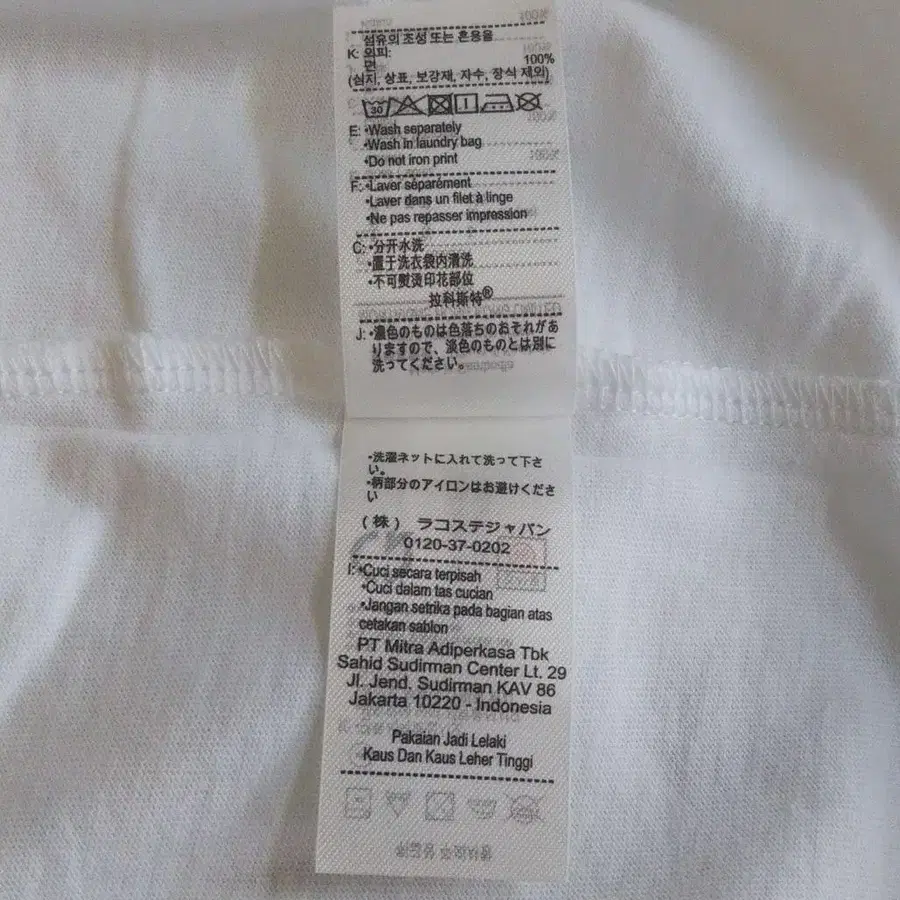 섬유의 조성 또는 혼용율
K: 외피:
면 100%
(심지, 상표, 보강재, 자수, 장식 제외)
30
E: •Wash separately
•Wash in laundry bag
•Do not iron print
F: •Laver séparément
•Laver dans un filet à linge
•Ne pas repasser impression
C: •分开水洗
•置于洗衣袋内清洗
•不可熨烫印花部位
拉科斯特®
J: •濃色のものは色落ちのおそれがあ
りますので、淡色のものとは別に
洗ってください。
•洗濯ネットに入れて洗って下さ
い。
•柄部分のアイロンはお避けくださ
い
(株) ラコステジャパン
0120-37-0202
I: •Cuci secara terpisah
•Cuci dalam tas cucian
•Jangan setrika pada bagian atas
cetakan sablon
PT Mitra Adiperkasa Tbk
Sahid Sudirman Center Lt. 29
Jl. Jend. Sudirman KAV 86
Jakarta 10220 - Indonesia
Pakaian Jadi Lelaki
Kaus Dan Kaus Leher Tinggi